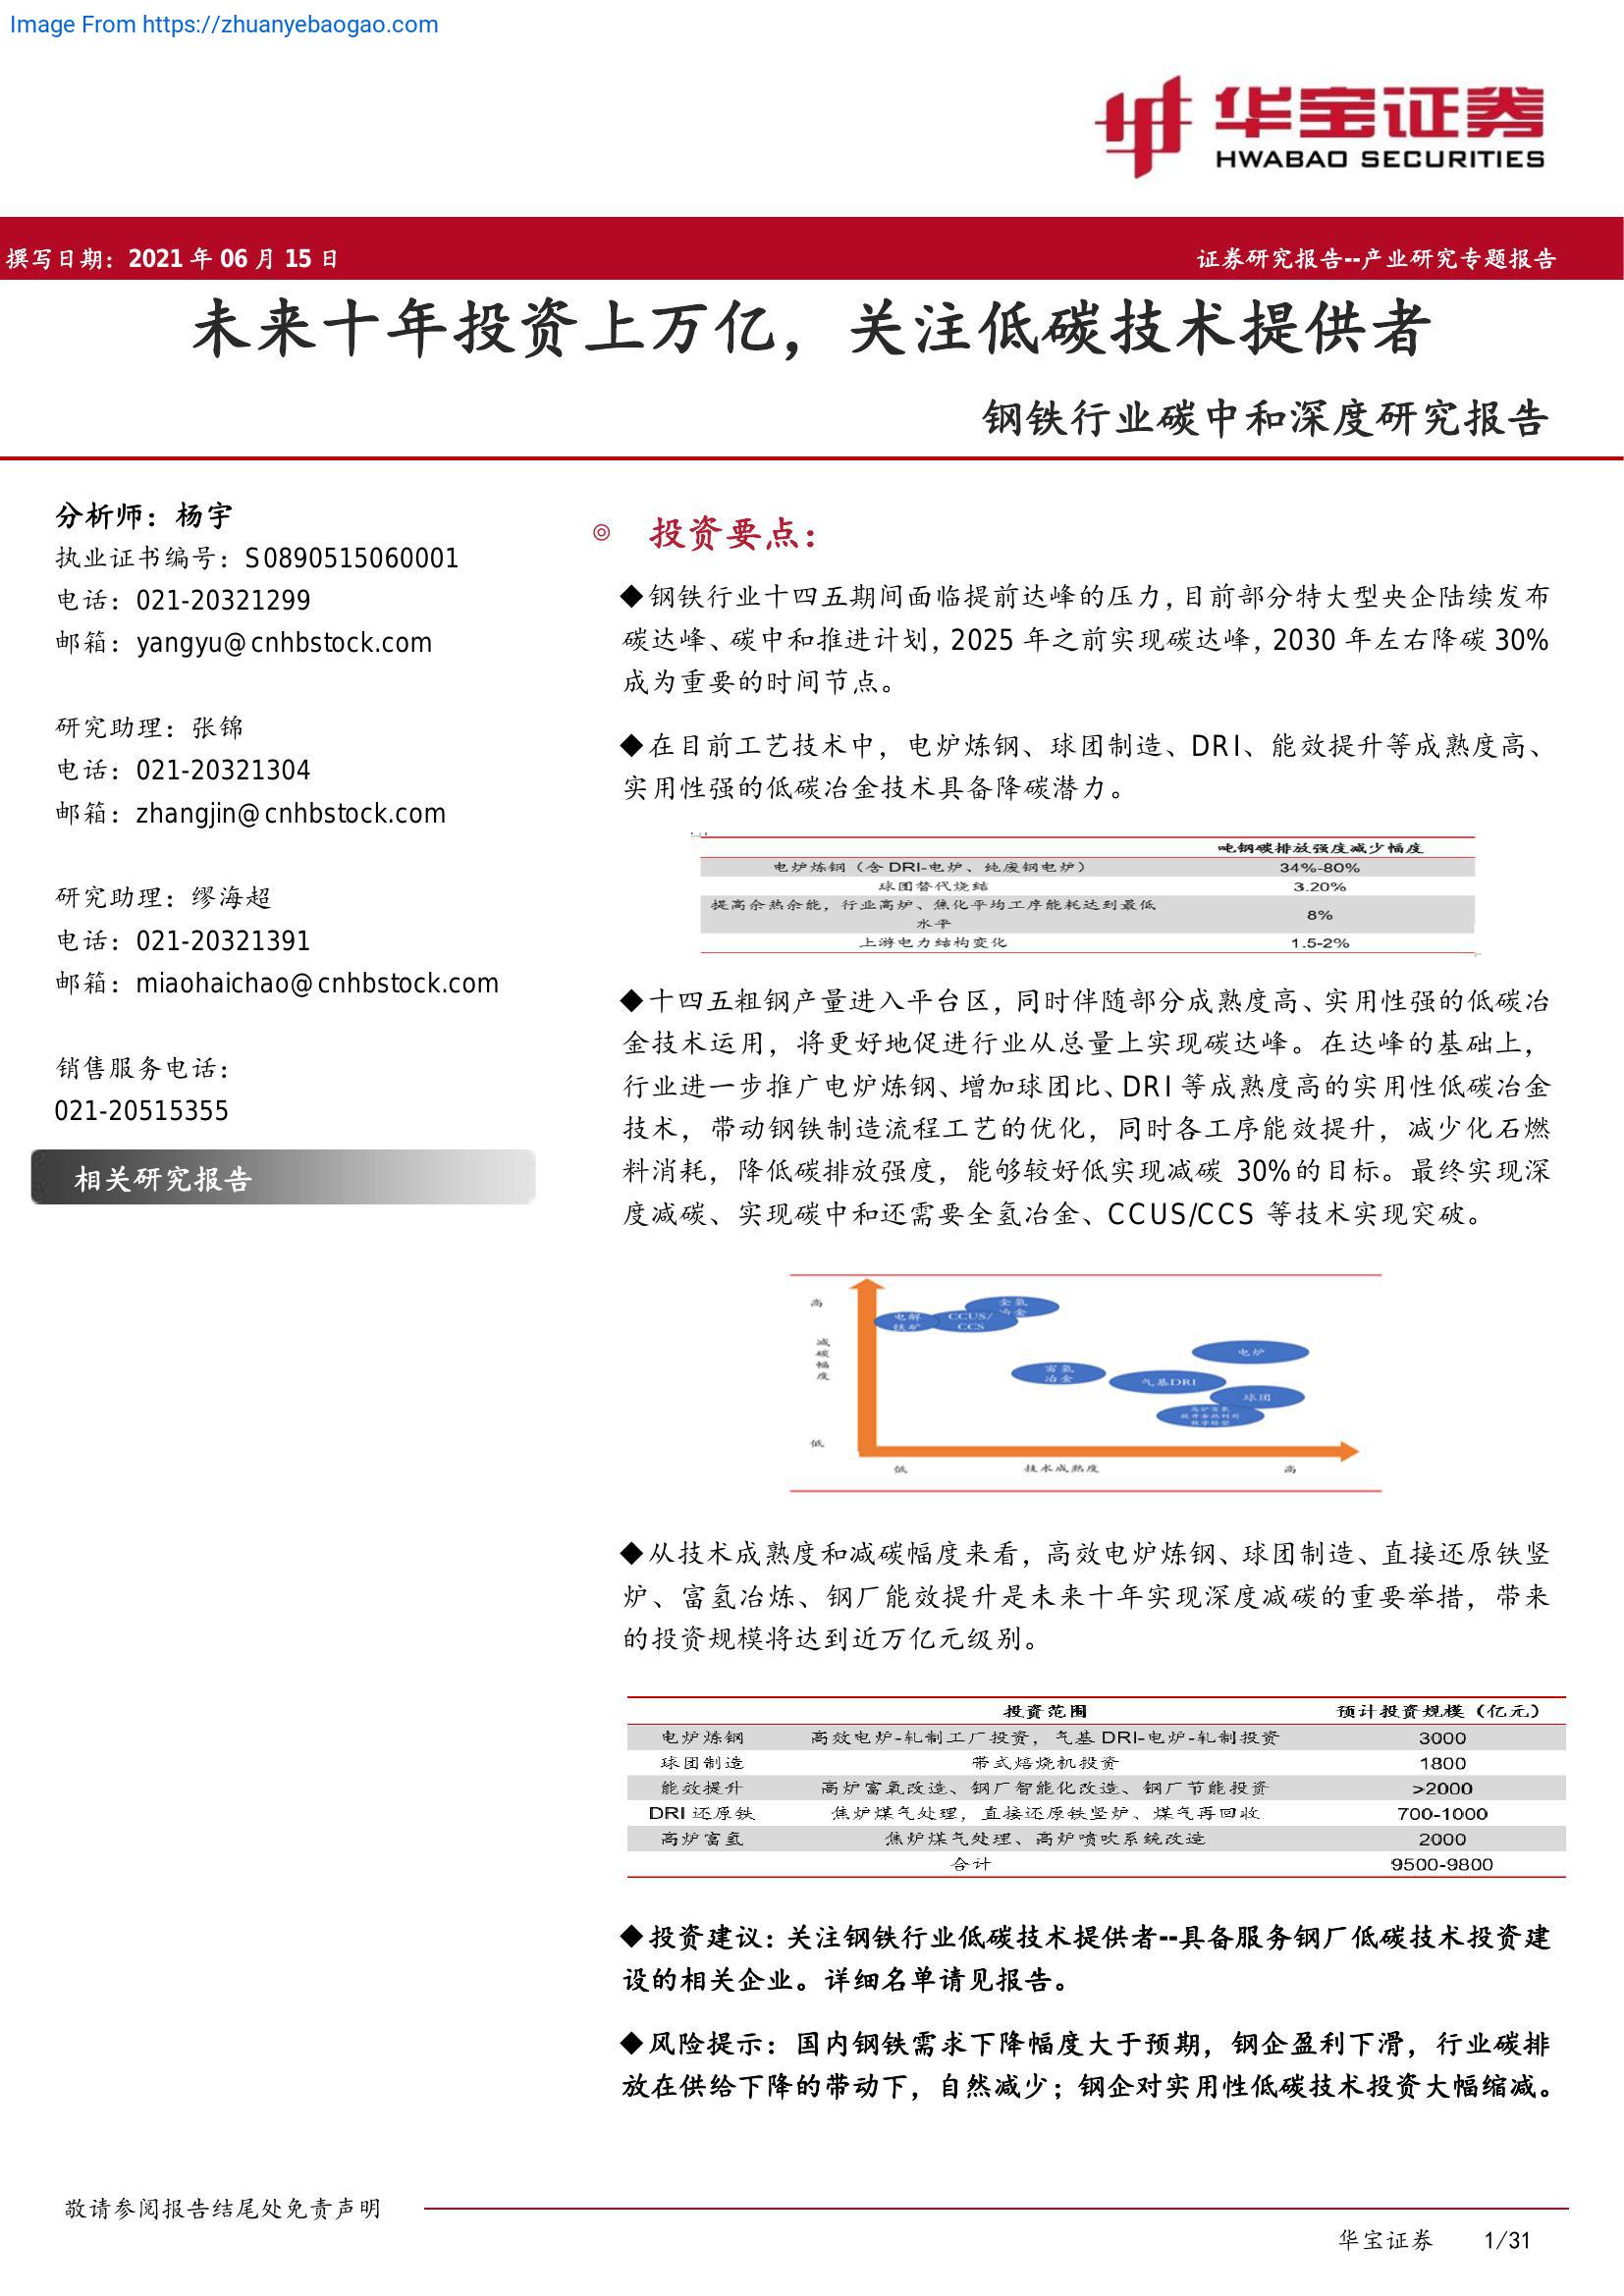 Image From https://zhuanyebaogao.com
华宝证券
HWABAO SECURITIES
撰写日期：2021 年 06 月 15 日
证券研究报告--产业研究专题报告
未来十年投资上万亿，关注低碳技术提供者
钢铁行业碳中和深度研究报告
分析师：杨宇
执业证书编号：S0890515060001
电话：021-20321299
邮箱：yangyu@cnhbstock.com
研究助理：张锦
电话：021-20321304
邮箱：zhangjin@cnhbstock.com
研究助理：缪海超
电话：021-20321391
邮箱：miaohaichao@cnhbstock.com
销售服务电话：
021-20515355
相关研究报告
◎ 投资要点：
◆钢铁行业十四五期间面临提前达峰的压力，目前部分特大型央企陆续发布
碳达峰、碳中和推进计划，2025 年之前实现碳达峰，2030 年左右降碳 30%
成为重要的时间节点。
◆在目前工艺技术中，电炉炼钢、球团制造、DRI、能效提升等成熟度高、
实用性强的低碳冶金技术具备降碳潜力。
吨钢碳排放强度减少幅度
电炉炼钢（含 DRI-电炉、纯废钢电炉） 34%-80%
球团替代烧结 3.20%
提高余热余能，行业高炉、焦化平均工序能耗达到最低
水平 8%
上游电力结构变化 1.5-2%
◆十四五粗钢产量进入平台区，同时伴随部分成熟度高、实用性强的低碳冶
金技术运用，将更好地促进行业从总量上实现碳达峰。在达峰的基础上，
行业进一步推广电炉炼钢、增加球团比、DRI 等成熟度高的实用性低碳冶金
技术，带动钢铁制造流程工艺的优化，同时各工序能效提升，减少化石燃
料消耗，降低碳排放强度，能够较好低实现减碳 30%的目标。最终实现深
度减碳、实现碳中和还需要全氢冶金、CCUS/CCS 等技术实现突破。
高
减碳幅度
低
全氢
冶金
电解
铁矿
CCUS/
CCS
电炉
富氢
冶金
气基DRI
球团
低 技术成熟度 高
◆从技术成熟度和减碳幅度来看，高效电炉炼钢、球团制造、直接还原铁竖
炉、富氢冶炼、钢厂能效提升是未来十年实现深度减碳的重要举措，带来
的投资规模将达到近万亿元级别。
投资范围 预计投资规模（亿元）
电炉炼钢 高效电炉-轧制工厂投资，气基 DRI-电炉-轧制投资 3000
球团制造 带式焙烧机投资 1800
能效提升 高炉富氧改造、钢厂智能化改造、钢厂节能投资 >2000
DRI 还原铁 焦炉煤气处理，直接还原铁竖炉、煤气再回收 700-1000
高炉富氢 焦炉煤气处理、高炉喷吹系统改造 2000
合计 9500-9800
◆投资建议：关注钢铁行业低碳技术提供者--具备服务钢厂低碳技术投资建
设的相关企业。详细名单请见报告。
◆风险提示：国内钢铁需求下降幅度大于预期，钢企盈利下滑，行业碳排
放在供给下降的带动下，自然减少；钢企对实用性低碳技术投资大幅缩减。
敬请参阅报告结尾处免责声明
华宝证券 1/31